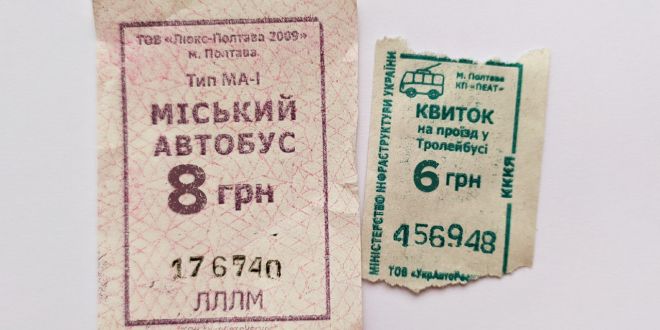 ТОВ «Люкс-Полтава 2009»
м. Полтава
Тип МА-І
МІСЬКИЙ
АВТОБУС
8 грн
176740
ЛЛЛМ
МІНІСТЕРСТВО ІНФРАСТРУКТУРИ УКРАЇНИ
м. Полтава
КП «ПЕАТ»
КВИТОК
на проїзд у
Тролейбусі
6 грн
456948
КККЯ
ТОВ